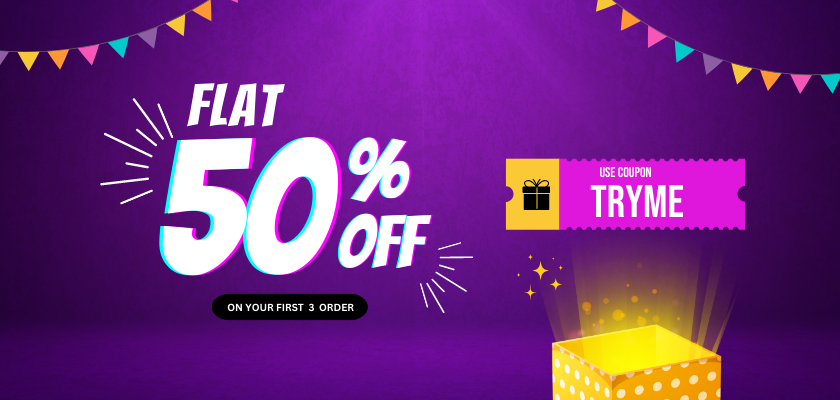 FLAT
50%
OFF
ON YOUR FIRST 3 ORDER
USE COUPON
TRYME